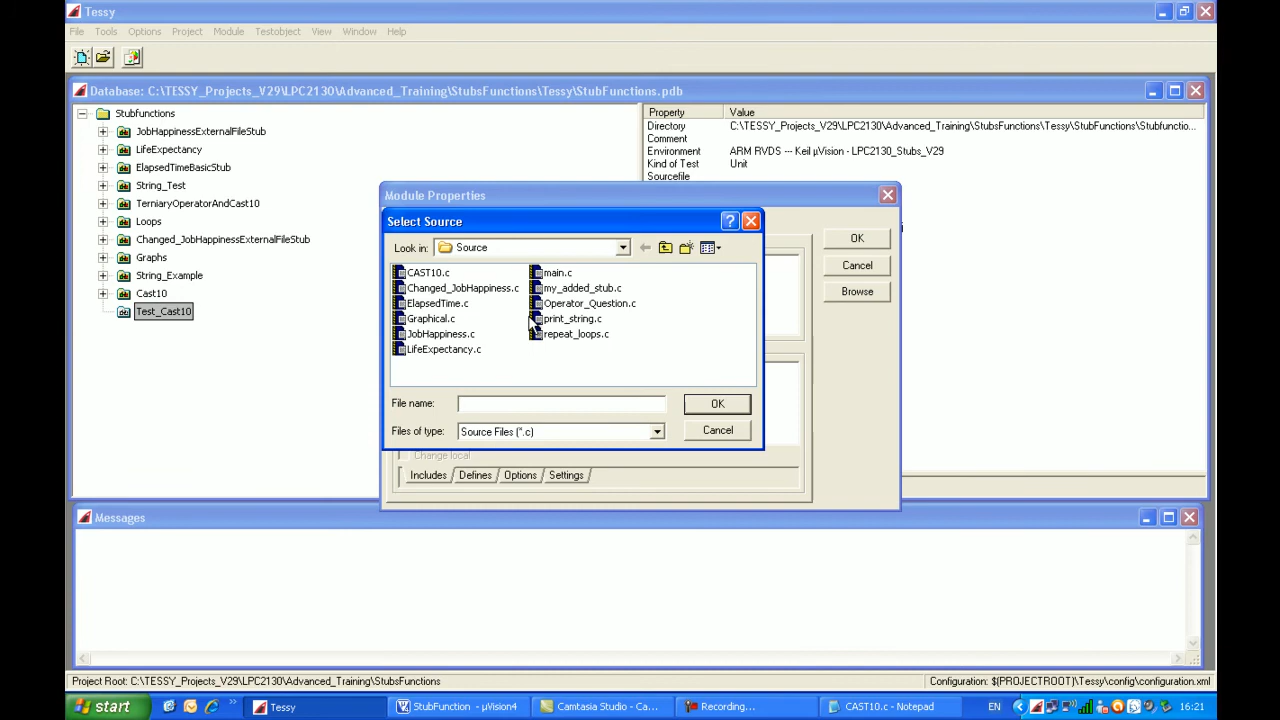 Tessy
File Tools Options Project Module Testobject View Window Help
Database: C:\TESSY_Projects_V29\LPC2130\Advanced_Training\StubsFunctions\Tessy\StubFunctions.pdb
Stubfunctions
JobHappinessExternalFileStub
LifeExpectancy
ElapsedTimeBasicStub
String_Test
TerniaryOperatorAndCast10
Loops
Changed_JobHappinessExternalFileStub
Graphs
String_Example
Cast10
Test_Cast10
Property Value
Directory C:\TESSY_Projects_V29\LPC2130\Advanced_Training\StubsFunctions\Tessy\StubFunctions\Stubfunctio...
Comment
Environment ARM RVDS --- Keil µVision - LPC2130_Stubs_V29
Kind of Test Unit
Sourcefile
Module Properties
OK
Cancel
Browse
Select Source
Look in: Source
CAST10.c
Changed_JobHappiness.c
ElapsedTime.c
Graphical.c
JobHappiness.c
LifeExpectancy.c
main.c
my_added_stub.c
Operator_Question.c
print_string.c
repeat_loops.c
File name:
OK
Files of type: Source Files (*.c)
Cancel
Change local
Includes Defines Options Settings
Messages
Project Root: C:\TESSY_Projects_V29\LPC2130\Advanced_Training\StubsFunctions
Configuration: $(PROJECTROOT)\Tessy\config\configuration.xml
start
Tessy
StubFunction - µVision4
Camtasia Studio - Ca...
Recording...
CAST10.c - Notepad
EN
16:21